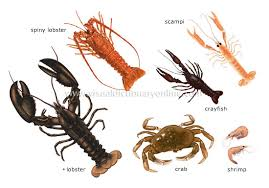 scampi
spiny lobster
crayfish
+ lobster
crab
shrimp